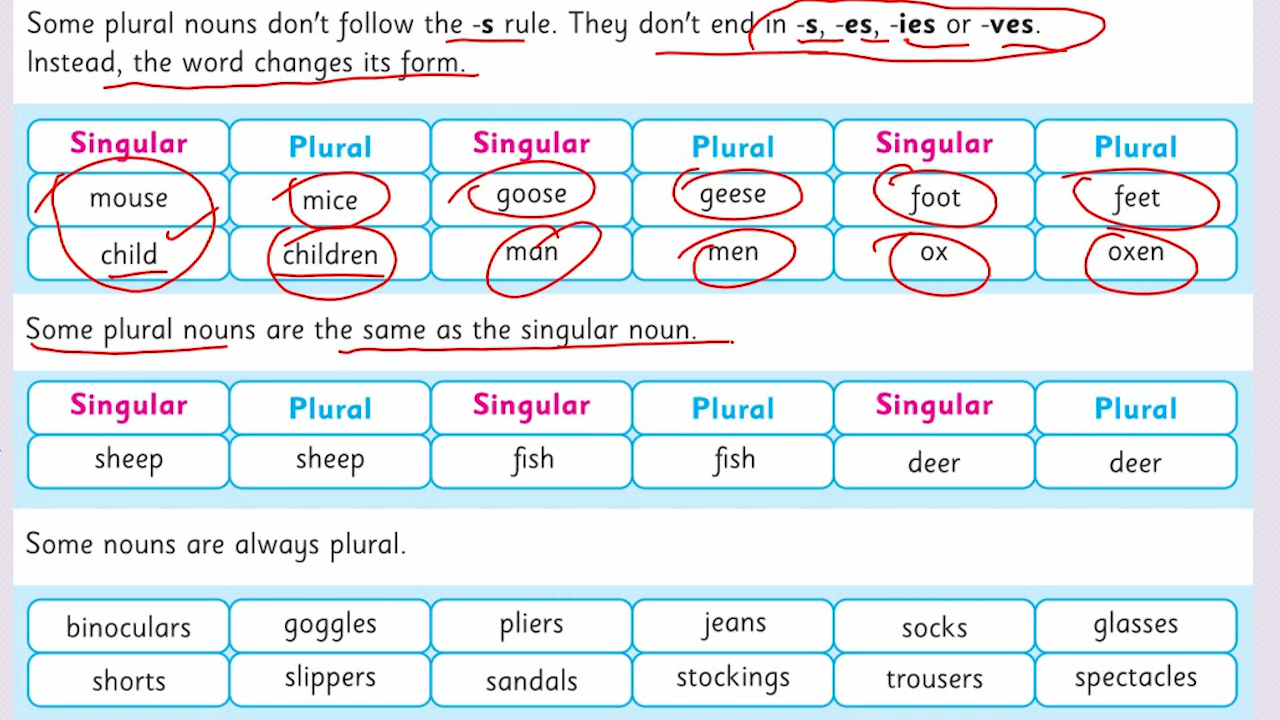 Some plural nouns don't follow the -s rule. They don't end in -s, -es, -ies or -ves.
Instead, the word changes its form.
Singular Plural Singular Plural Singular Plural
mouse mice goose geese foot feet
child children man men ox oxen
Some plural nouns are the same as the singular noun.
Singular Plural Singular Plural Singular Plural
sheep sheep fish fish deer deer
Some nouns are always plural.
binoculars goggles pliers jeans socks glasses
shorts slippers sandals stockings trousers spectacles